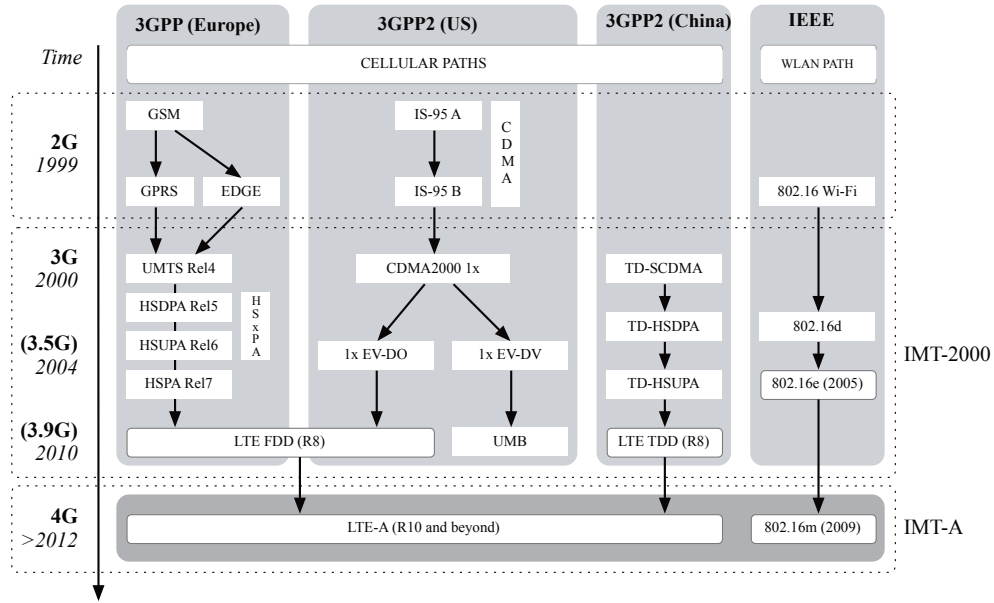 3GPP (Europe)
3GPP2 (US)
3GPP2 (China)
IEEE
Time
CELLULAR PATHS
WLAN PATH
2G
1999
GSM
IS-95 A
CDMA
GPRS
EDGE
IS-95 B
802.16 Wi-Fi
3G
2000
UMTS Rel4
CDMA2000 1x
TD-SCDMA
HSDPA Rel5
HSxPA
(3.5G)
2004
HSUPA Rel6
1x EV-DO
1x EV-DV
TD-HSDPA
802.16d
IMT-2000
HSPA Rel7
TD-HSUPA
802.16e (2005)
(3.9G)
2010
LTE FDD (R8)
UMB
LTE TDD (R8)
4G
>2012
LTE-A (R10 and beyond)
802.16m (2009)
IMT-A